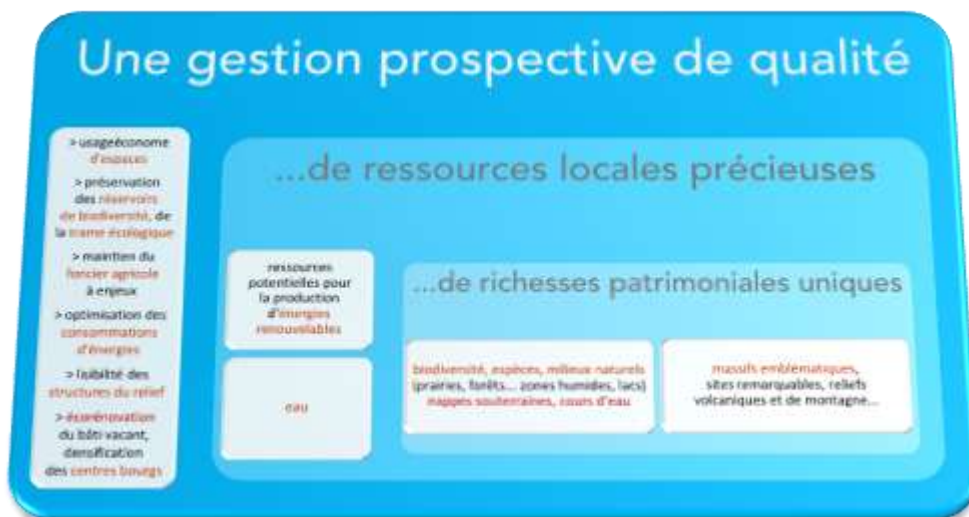 Une gestion prospective de qualité
> usage économe
d'espaces
> préservation
des réservoirs
de biodiversité, de
la trame écologique
> maintien du
foncier agricole
à enjeux
> optimisation des
consommations
d'énergies
> lisibilité des
structures du relief
> écorénovation
du bâti vacant,
densification
des centres bourgs
...de ressources locales précieuses
ressources
potentielles pour
la production
d'énergies
renouvelables
eau
...de richesses patrimoniales uniques
biodiversité, espèces, milieux naturels
(prairies, forêts... zones humides, lacs)
nappes souterraines, cours d'eau
massifs emblématiques,
sites remarquables, reliefs
volcaniques et de montagne...